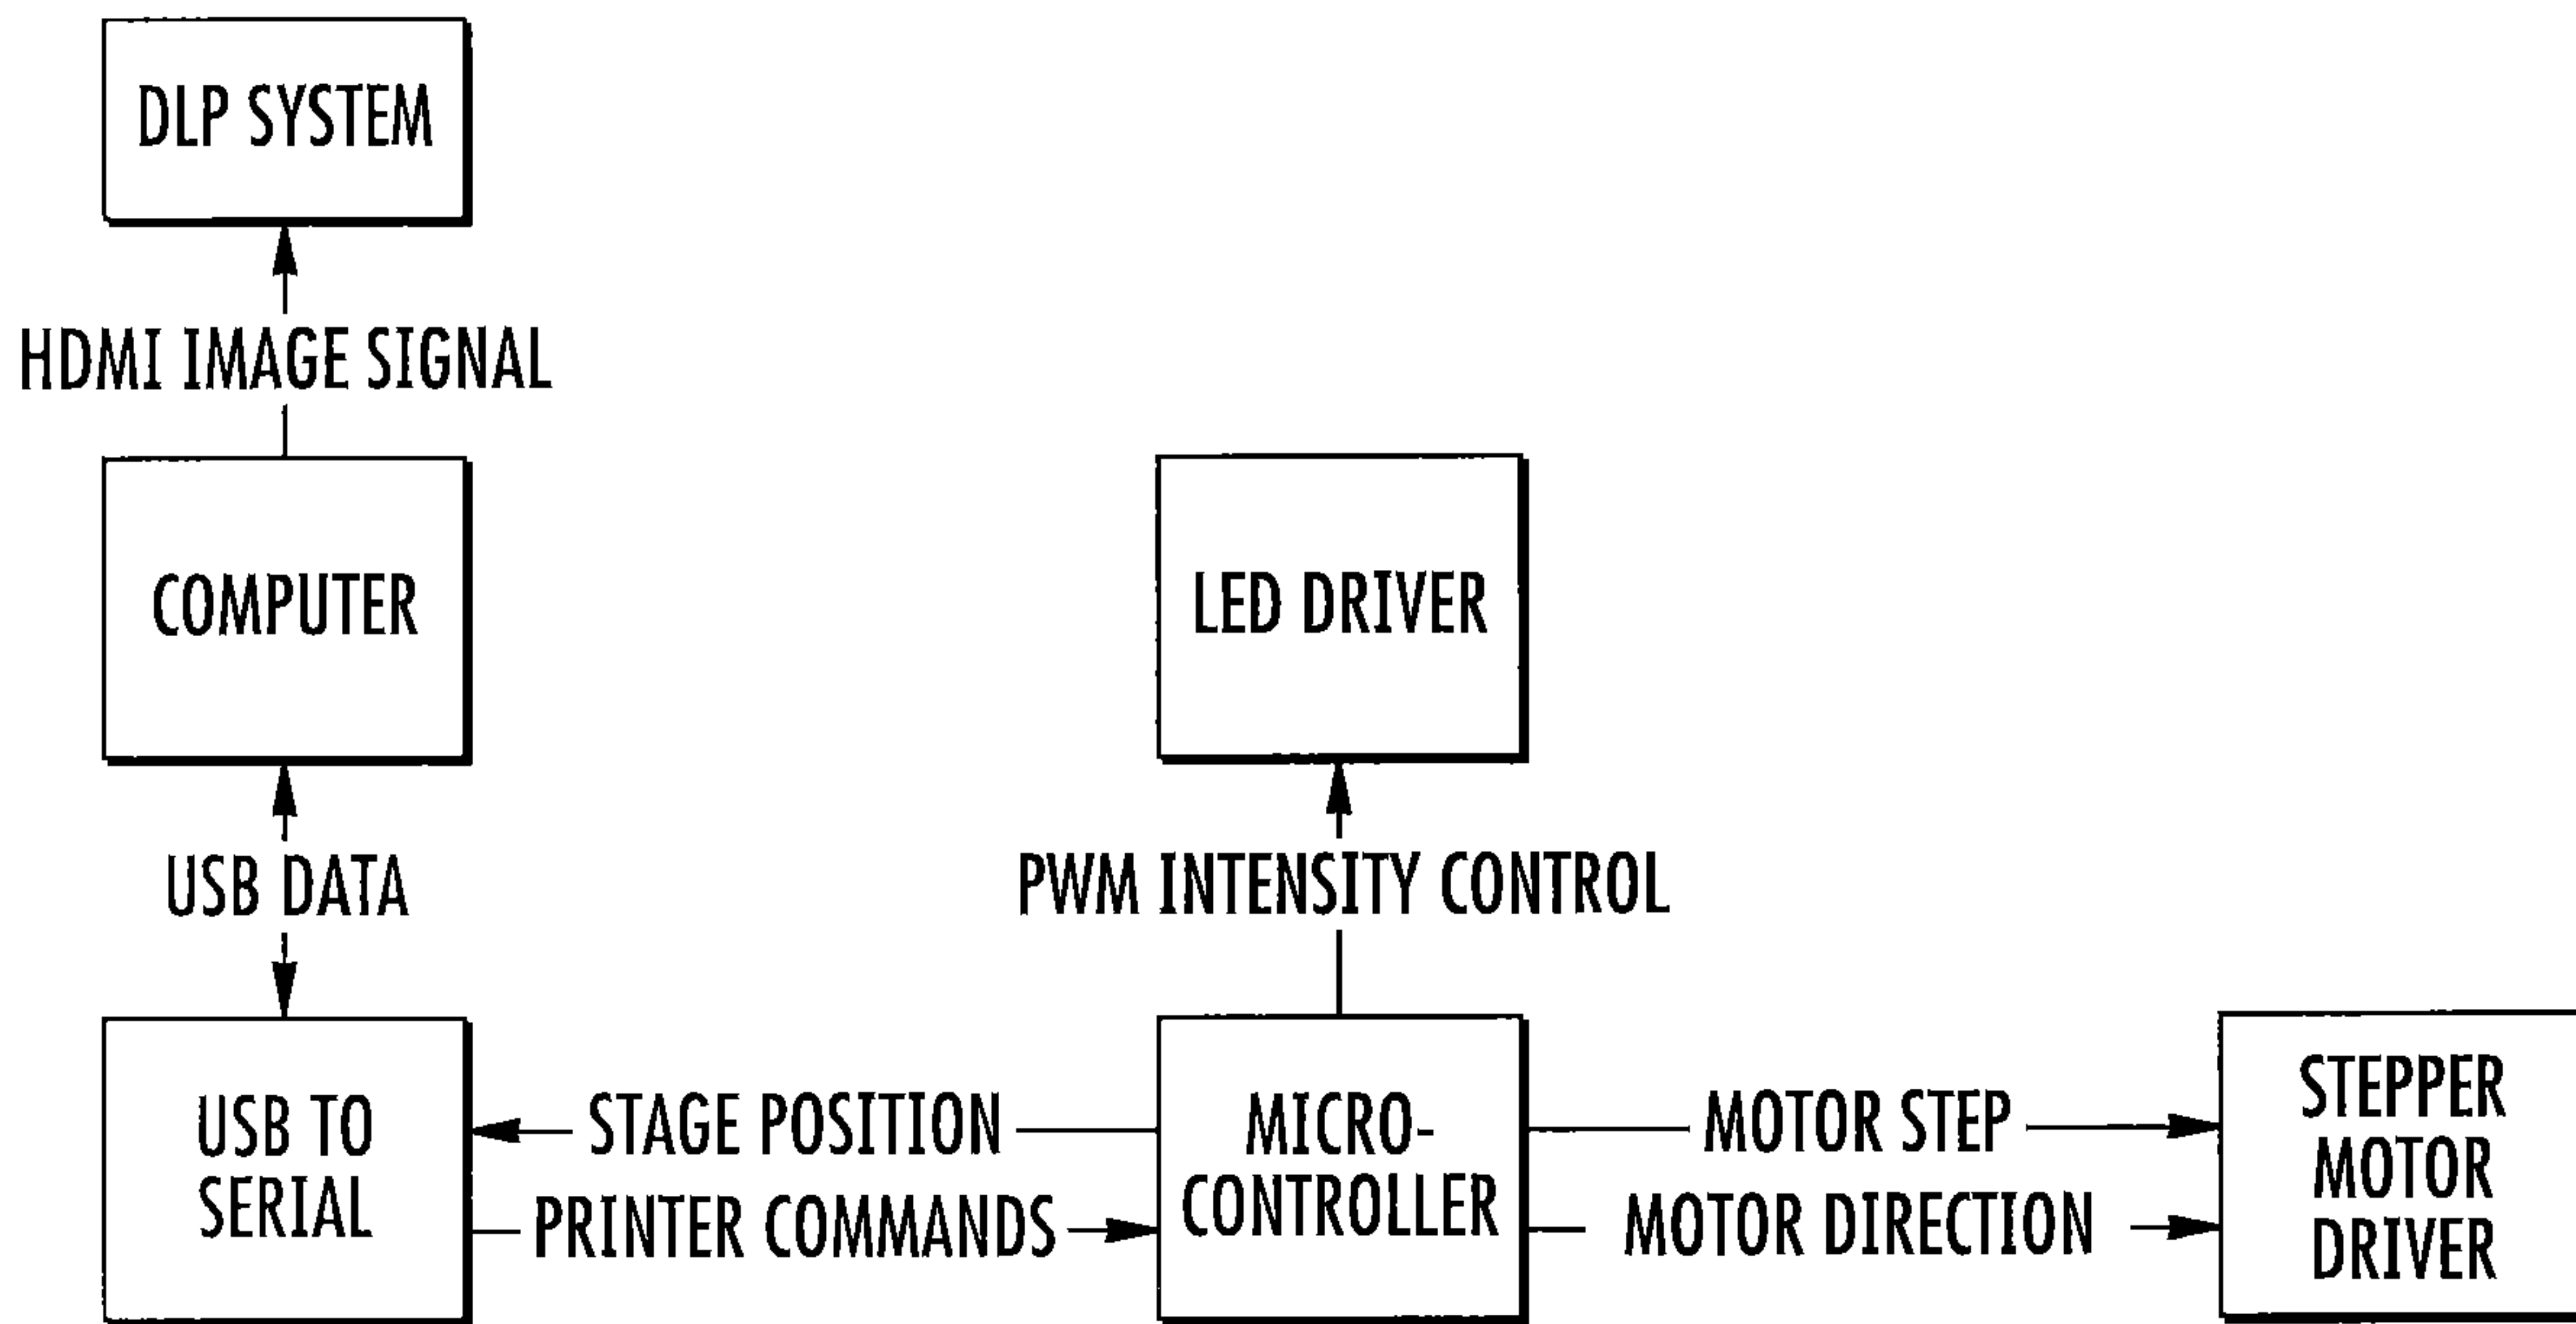 DLP SYSTEM
HDMI IMAGE SIGNAL
COMPUTER
LED DRIVER
USB DATA
PWM INTENSITY CONTROL
USB TO
SERIAL
STAGE POSITION
PRINTER COMMANDS
MICRO-
CONTROLLER
MOTOR STEP
MOTOR DIRECTION
STEPPER
MOTOR
DRIVER